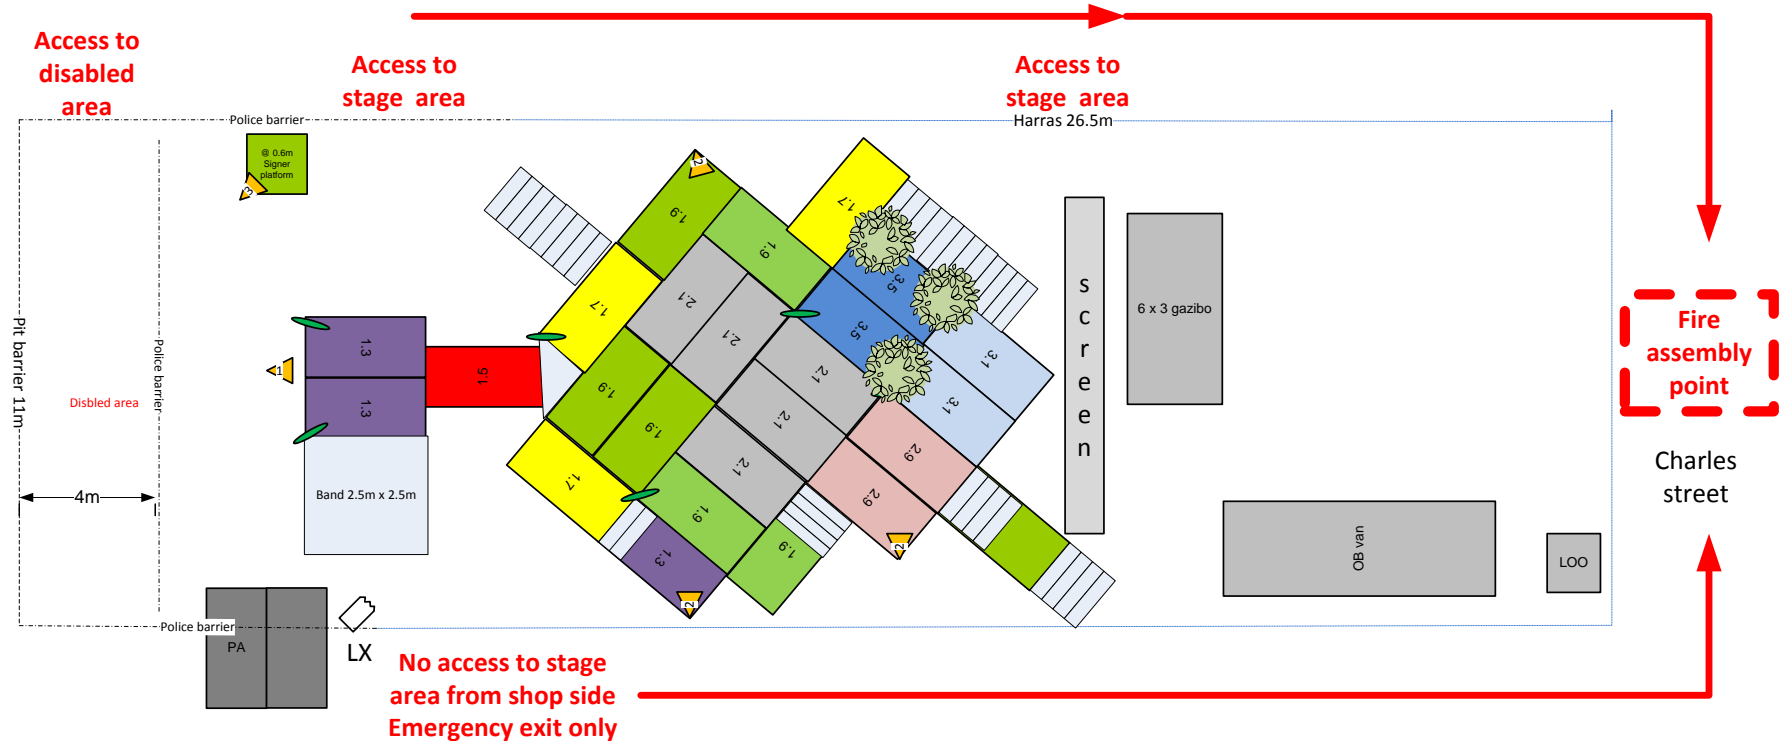 Access to
disabled
area
Access to
stage  area
Access to
stage  area
Police barrier
Harras 26.5m
@ 0.6m
Signer
platform
3
2
1.7
1.9
1.9
3.5
3.5
2.1
2.1
1.7
3.1
3.1
2.1
2.1
2.1
1.9
1.9
1.7
1.9
1.9
1.3
2.9
2.9
2
2
1.3
1.3
1.5
1
Pit barrier 11m
Police barrier
Disbled area
4m
Band 2.5m x 2.5m
screen
6 x 3 gazibo
Fire
assembly
point
Charles
street
OB van
LOO
Police barrier
PA
LX
No access to stage
area from shop side
Emergency exit only